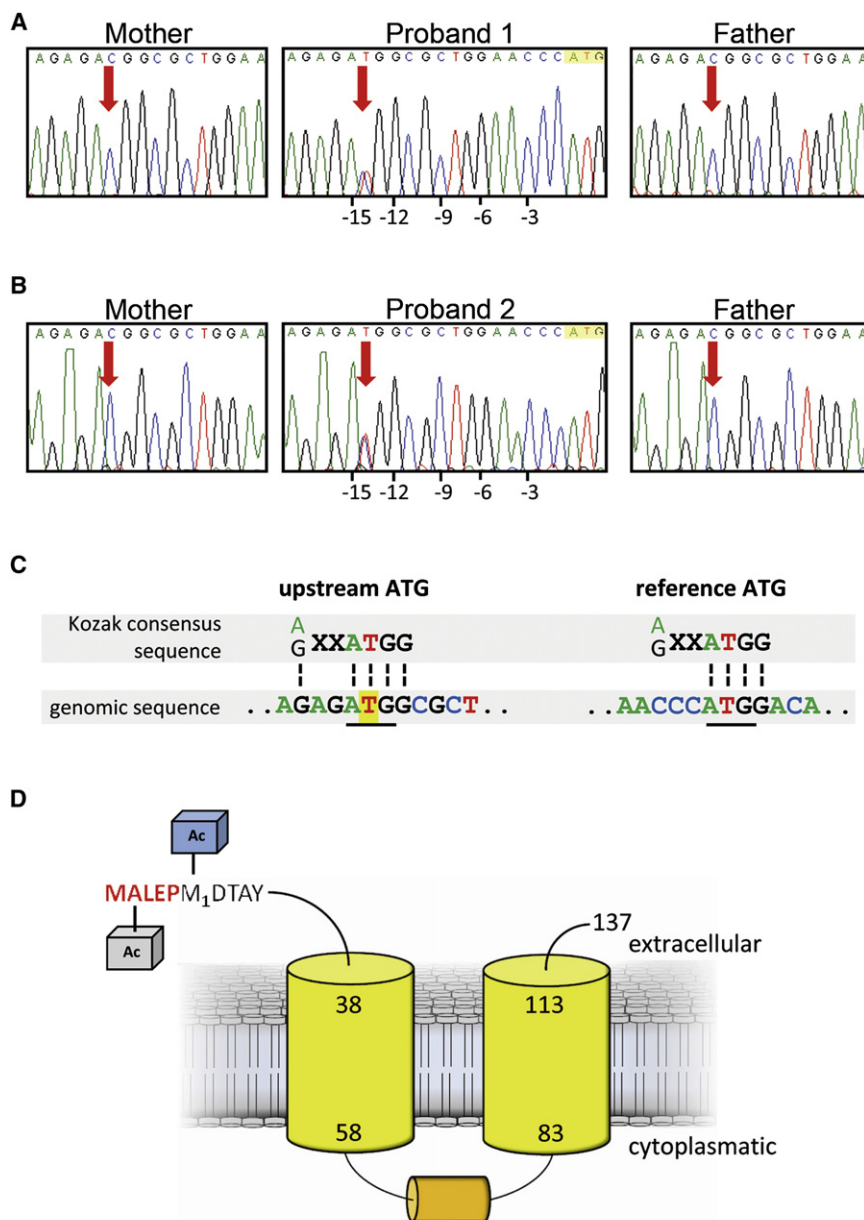 A
Mother Proband 1 Father
AGAGACGGCGCTGGAA AGAGATGGCGCTGGAACCCATG AGAGACGGCGCTGGAA
-15 -12 -9 -6 -3
B
Mother Proband 2 Father
AGAGACGGCGCTGGAA AGAGATGGCGCTGGAACCCATG AGAGACGGCGCTGGAA
-15 -12 -9 -6 -3
C
upstream ATG reference ATG
Kozak consensus sequence
A
G XXATGG
A
G XXATGG
genomic sequence ..AGAGATGGCGCT.. ..AACCCATGGACA..
D
Ac
MALEPM1DTAY
Ac
137
extracellular
38 113
58 83
cytoplasmatic